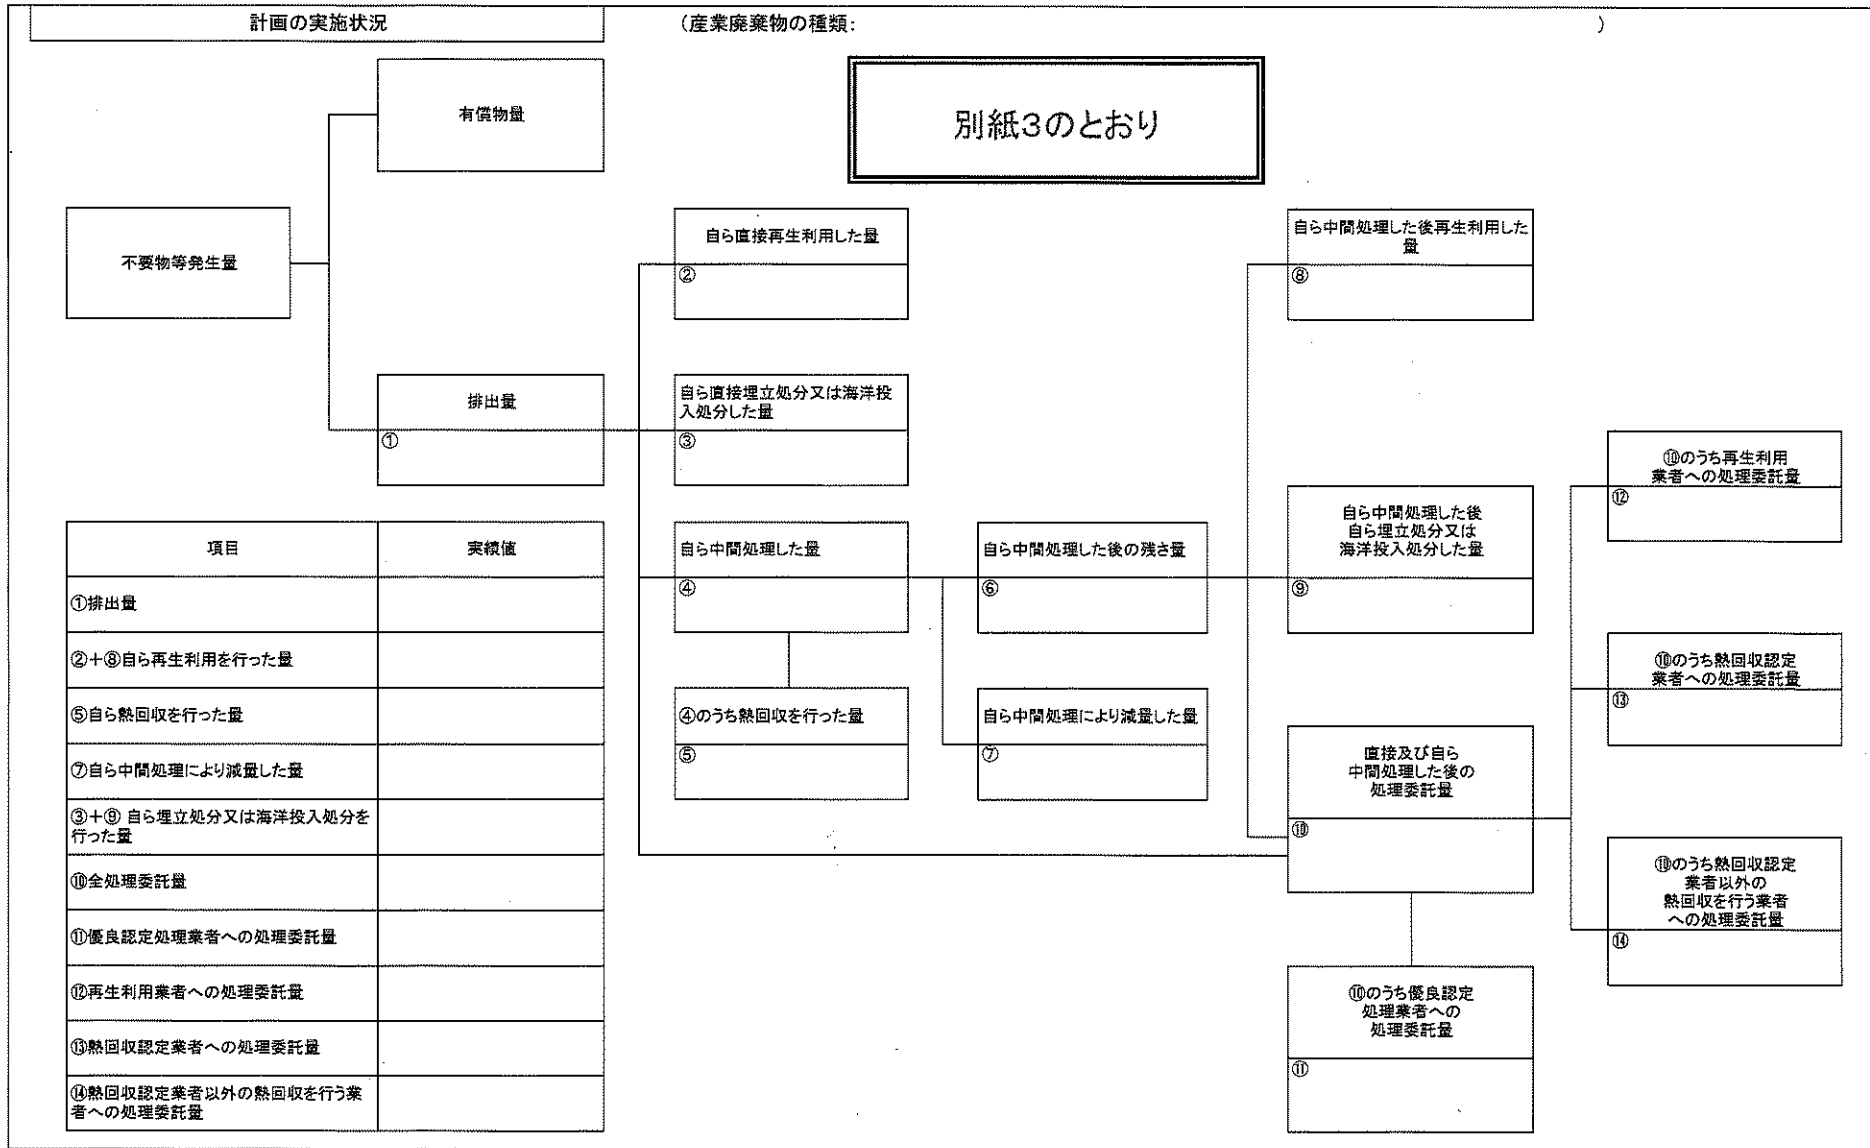 計画の実施状況
(産業廃棄物の種類: )
有償物量
別紙3のとおり
不要物等発生量
自ら直接再生利用した量
②
自ら中間処理した後再生利用した
量
⑧
排出量
①
自ら直接埋立処分又は海洋投
入処分した量
③
⑩のうち再生利用
業者への処理委託量
⑫
自ら中間処理した量
④
自ら中間処理した後の残さ量
⑥
自ら中間処理した後
自ら埋立処分又は
海洋投入処分した量
⑨
⑩のうち熱回収認定
業者への処理委託量
⑬
④のうち熱回収を行った量
⑤
自ら中間処理により減量した量
⑦
直接及び自ら
中間処理した後の
処理委託量
⑩
⑩のうち熱回収認定
業者以外の
熱回収を行う業者
への処理委託量
⑭
⑩のうち優良認定
処理業者への
処理委託量
⑪
項目 実績値
①排出量
②+⑧自ら再生利用を行った量
⑤自ら熱回収を行った量
⑦自ら中間処理により減量した量
③+⑨ 自ら埋立処分又は海洋投入処分を
行った量
⑩全処理委託量
⑪優良認定処理業者への処理委託量
⑫再生利用業者への処理委託量
⑬熱回収認定業者への処理委託量
⑭熱回収認定業者以外の熱回収を行う業
者への処理委託量